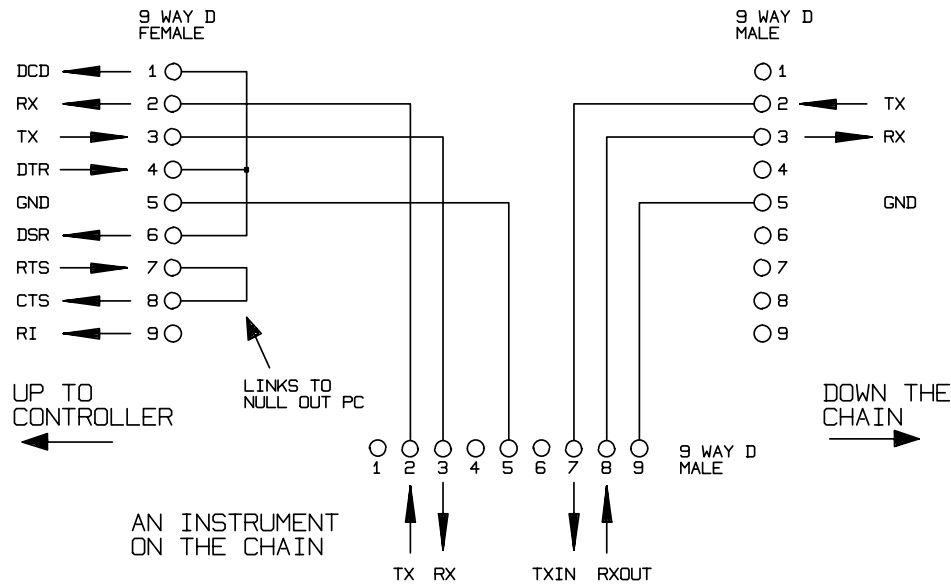 9 WAY D
FEMALE
9 WAY D
MALE
DCD 1 1
RX 2 2 TX
TX 3 3 RX
DTR 4 4
GND 5 5 GND
DSR 6 6
RTS 7 7
CTS 8 8
RI 9 9
LINKS TO
NULL OUT PC
UP TO
CONTROLLER
DOWN THE
CHAIN
1 2 3 4 5 6 7 8 9
9 WAY D
MALE
AN INSTRUMENT
ON THE CHAIN
TX RX TXIN RXOUT